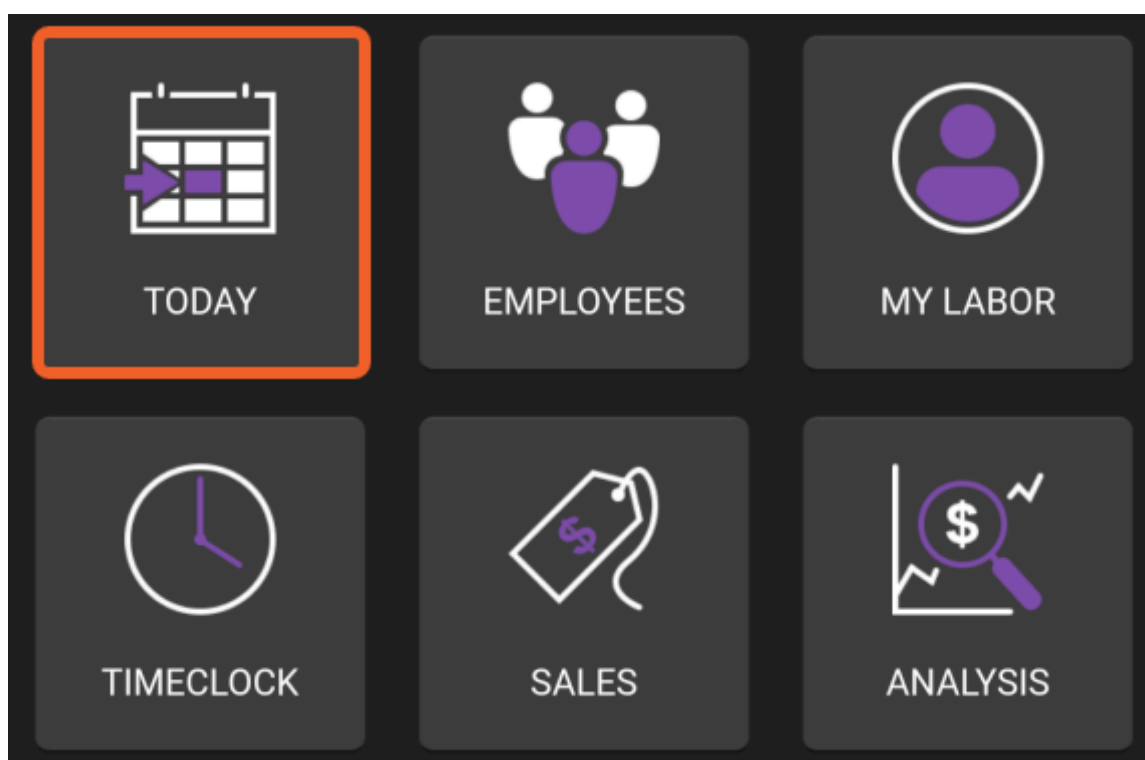 TODAY
EMPLOYEES
MY LABOR
$
$
TIMECLOCK
SALES
ANALYSIS